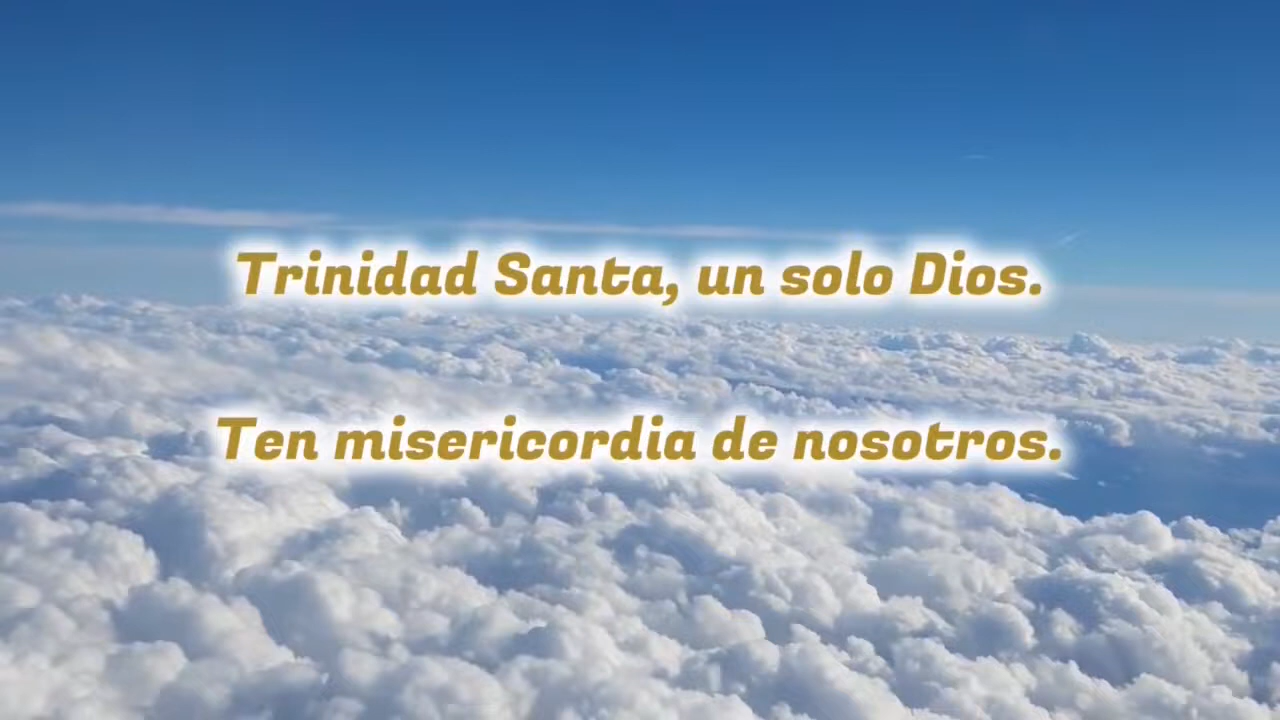 Trinidad Santa, un solo Dios.
Ten misericordia de nosotros.